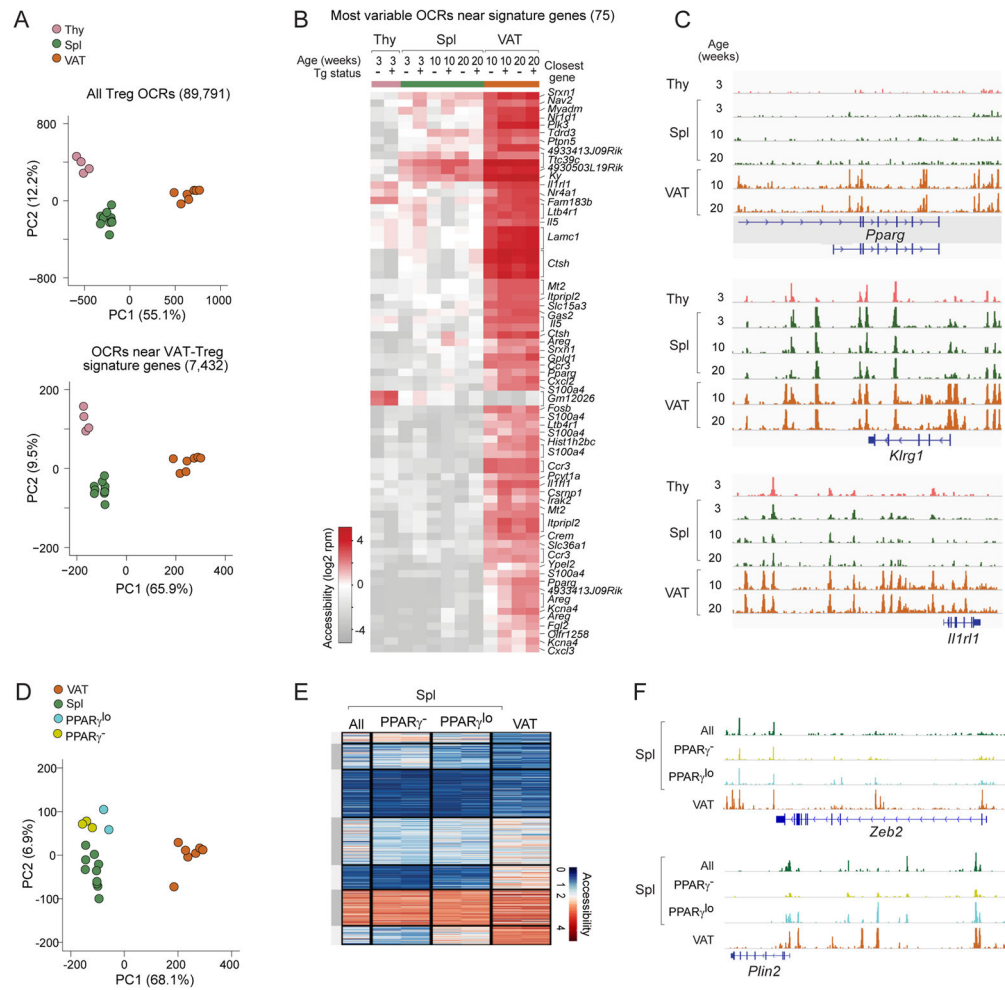 A
Thy
Spl
VAT
All Treg OCRs (89,791)
800
0
−800
PC2 (12.2%)
−500 0 500 1000
PC1 (55.1%)
OCRs near VAT-Treg
signature genes (7,432)
200
0
−200
PC2 (9.5%)
−200 0 200 400
PC1 (65.9%)
B
Most variable OCRs near signature genes (75)
Thy Spl VAT
Age (weeks) 3 3 3 3 10 10 20 20 10 10 20 20
Tg status - + - + - + - + - + - +
Closest
gene
Srxn1
Nav2
Myadm
Nr1d1
Plk3
Tdrd3
Ptpn5
4933413J09Rik
Ttc39c
4930503L19Rik
Ky
Il1rl1
Nr4a1
Fam183b
Ltb4r1
Il5
Lamc1
Ctsh
Mt2
Itpripl2
Slc15a3
Gas2
Il5
Ctsh
Areg
Srxn1
Gpld1
Ccr3
Pparg
Cxcl2
S100a4
Gm12026
Fosb
S100a4
Ltb4r1
S100a4
Hist1h2bc
S100a4
Ccr3
Pcyt1a
Il1rl1
Csrnp1
Irak2
Mt2
Itpripl2
Crem
Slc36a1
Ccr3
Ypel2
S100a4
Pparg
4933413J09Rik
Areg
Kcna4
Areg
Fgl2
Olfr1258
Kcna4
Cxcl3
Accessibility (log2 rpm)
4
2
0
-2
-4
C
Age
(weeks)
Thy 3
Spl
3
10
20
VAT
10
20
Pparg
Thy 3
Spl
3
10
20
VAT
10
20
Klrg1
Thy 3
Spl
3
10
20
VAT
10
20
Il1rl1
D
VAT
Spl
PPARγlo
PPARγ-
200
100
0
-100
-200
PC2 (6.9%)
-200 0 200 400
PC1 (68.1%)
E
Spl
All PPARγ- PPARγlo VAT
Accessibility
0
1
2
4
F
Spl
All
PPARγ-
PPARγlo
VAT
Zeb2
Spl
All
PPARγ-
PPARγlo
VAT
Plin2